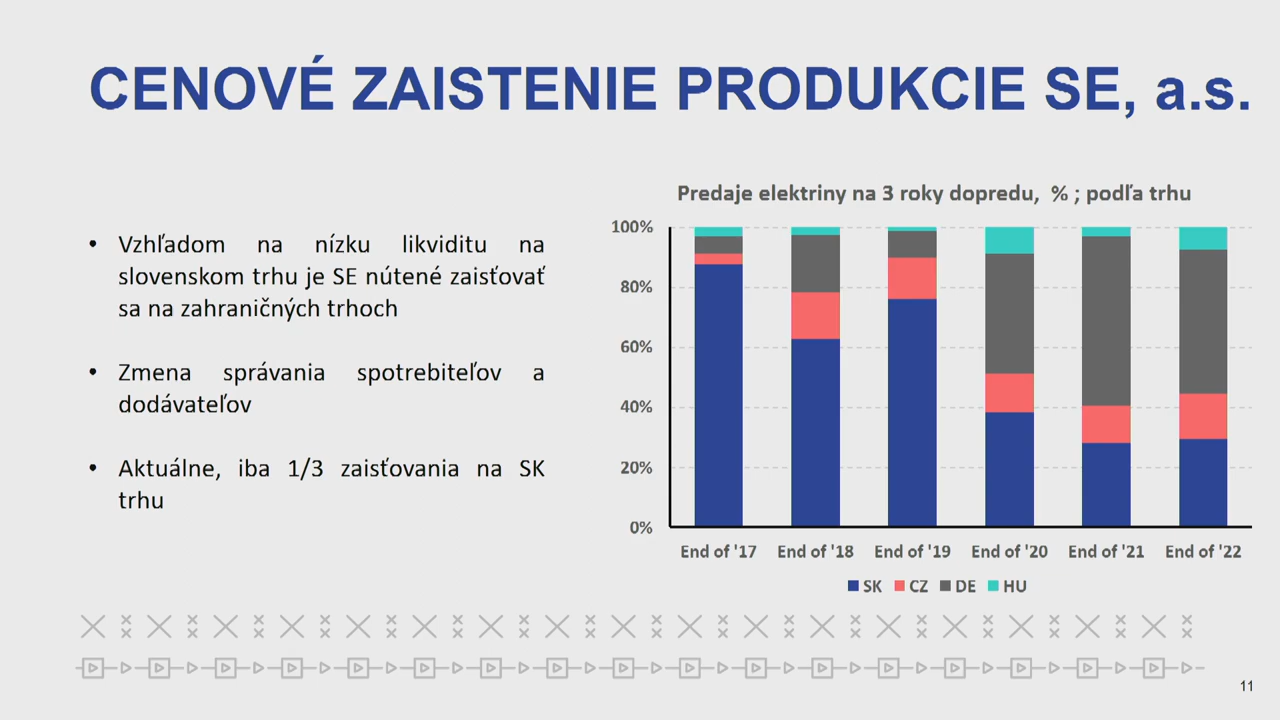 CENOVÉ ZAISTENIE PRODUKCIE SE, a.s.
• Vzhľadom na nízku likviditu na
slovenskom trhu je SE nútené zaisťovať
sa na zahraničných trhoch
• Zmena správania spotrebiteľov a
dodávateľov
• Aktuálne, iba 1/3 zaisťovania na SK
trhu
Predaje elektriny na 3 roky dopredu, % ; podľa trhu
100%
80%
60%
40%
20%
0%
End of '17 End of '18 End of '19 End of '20 End of '21 End of '22
SK CZ DE HU
11